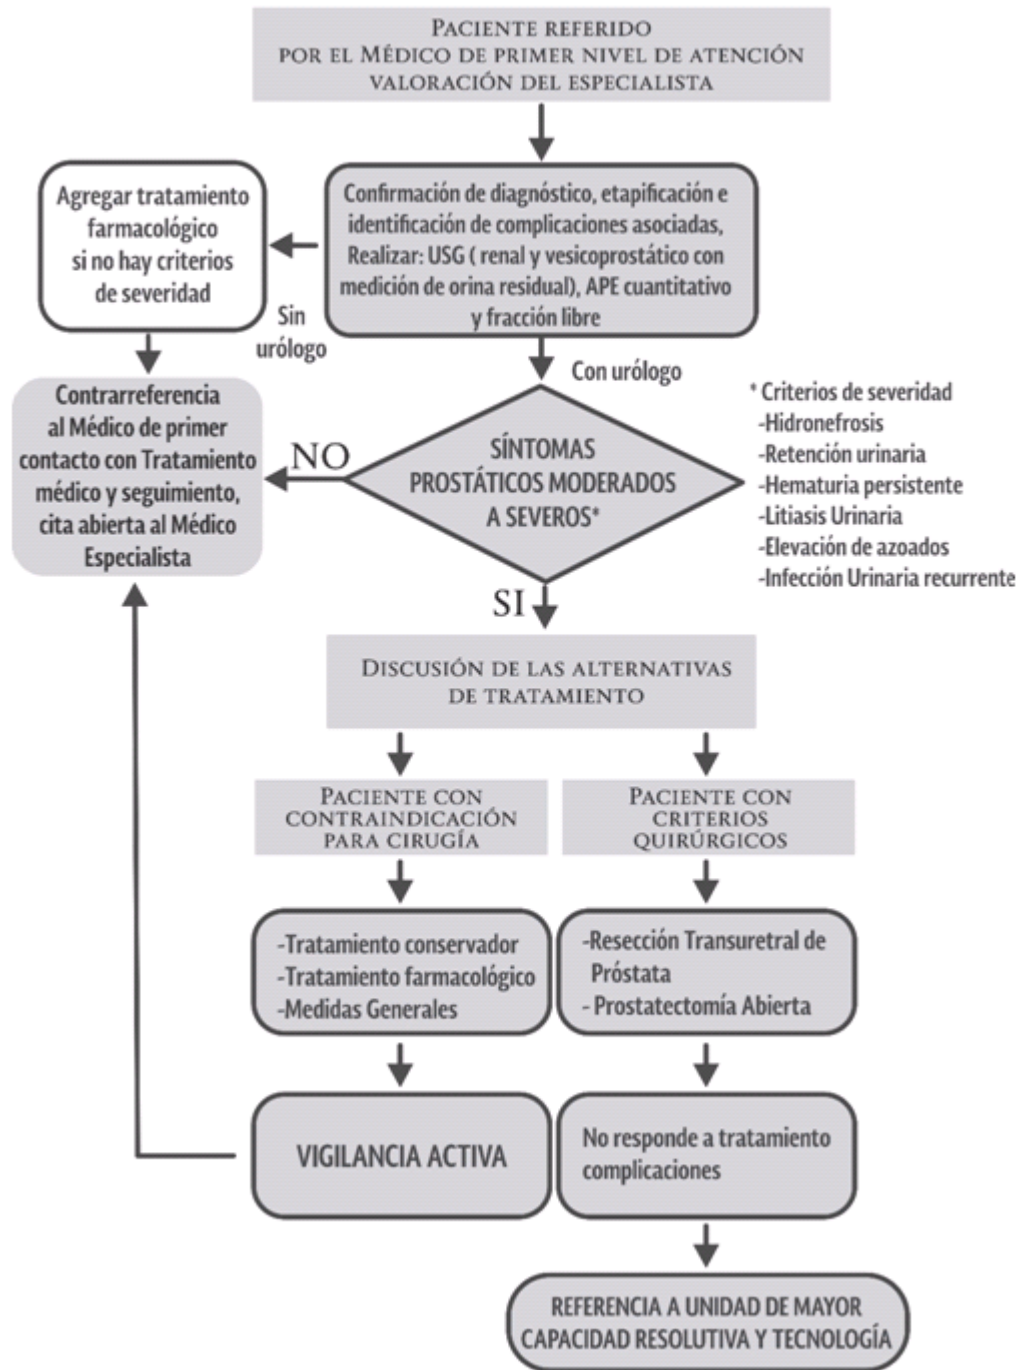 PACIENTE REFERIDO
POR EL MÉDICO DE PRIMER NIVEL DE ATENCIÓN
VALORACIÓN DEL ESPECIALISTA
Confirmación de diagnóstico, etapificación e
identificación de complicaciones asociadas,
Realizar: USG ( renal y vesicoprostático con
medición de orina residual), APE cuantitativo
y fracción libre
Agregar tratamiento
farmacológico
si no hay criterios
de severidad
Sin
urólogo
Con urólogo
Contrarreferencia
al Médico de primer
contacto con Tratamiento
médico y seguimiento,
cita abierta al Médico
Especialista
NO
SÍNTOMAS
PROSTÁTICOS MODERADOS
A SEVEROS*
* Criterios de severidad
-Hidronefrosis
-Retención urinaria
-Hematuria persistente
-Litiasis Urinaria
-Elevación de azoados
-Infección Urinaria recurrente
SI
DISCUSIÓN DE LAS ALTERNATIVAS
DE TRATAMIENTO
PACIENTE CON
CONTRAINDICACIÓN
PARA CIRUGÍA
PACIENTE CON
CRITERIOS
QUIRÚRGICOS
-Tratamiento conservador
-Tratamiento farmacológico
-Medidas Generales
-Resección Transuretral de
Próstata
- Prostatectomía Abierta
VIGILANCIA ACTIVA
No responde a tratamiento
complicaciones
REFERENCIA A UNIDAD DE MAYOR
CAPACIDAD RESOLUTIVA Y TECNOLOGÍA